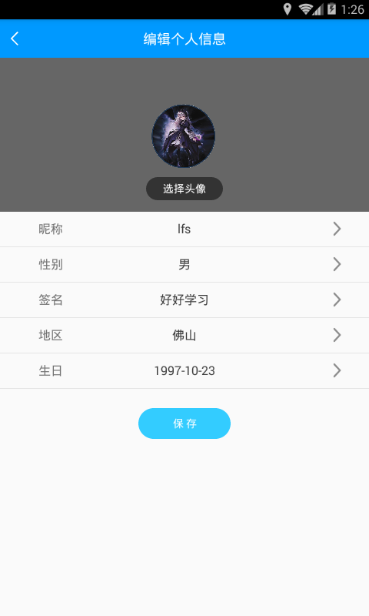 1:26
编辑个人信息
选择头像
昵称 lfs
性别 男
签名 好好学习
地区 佛山
生日 1997-10-23
保存